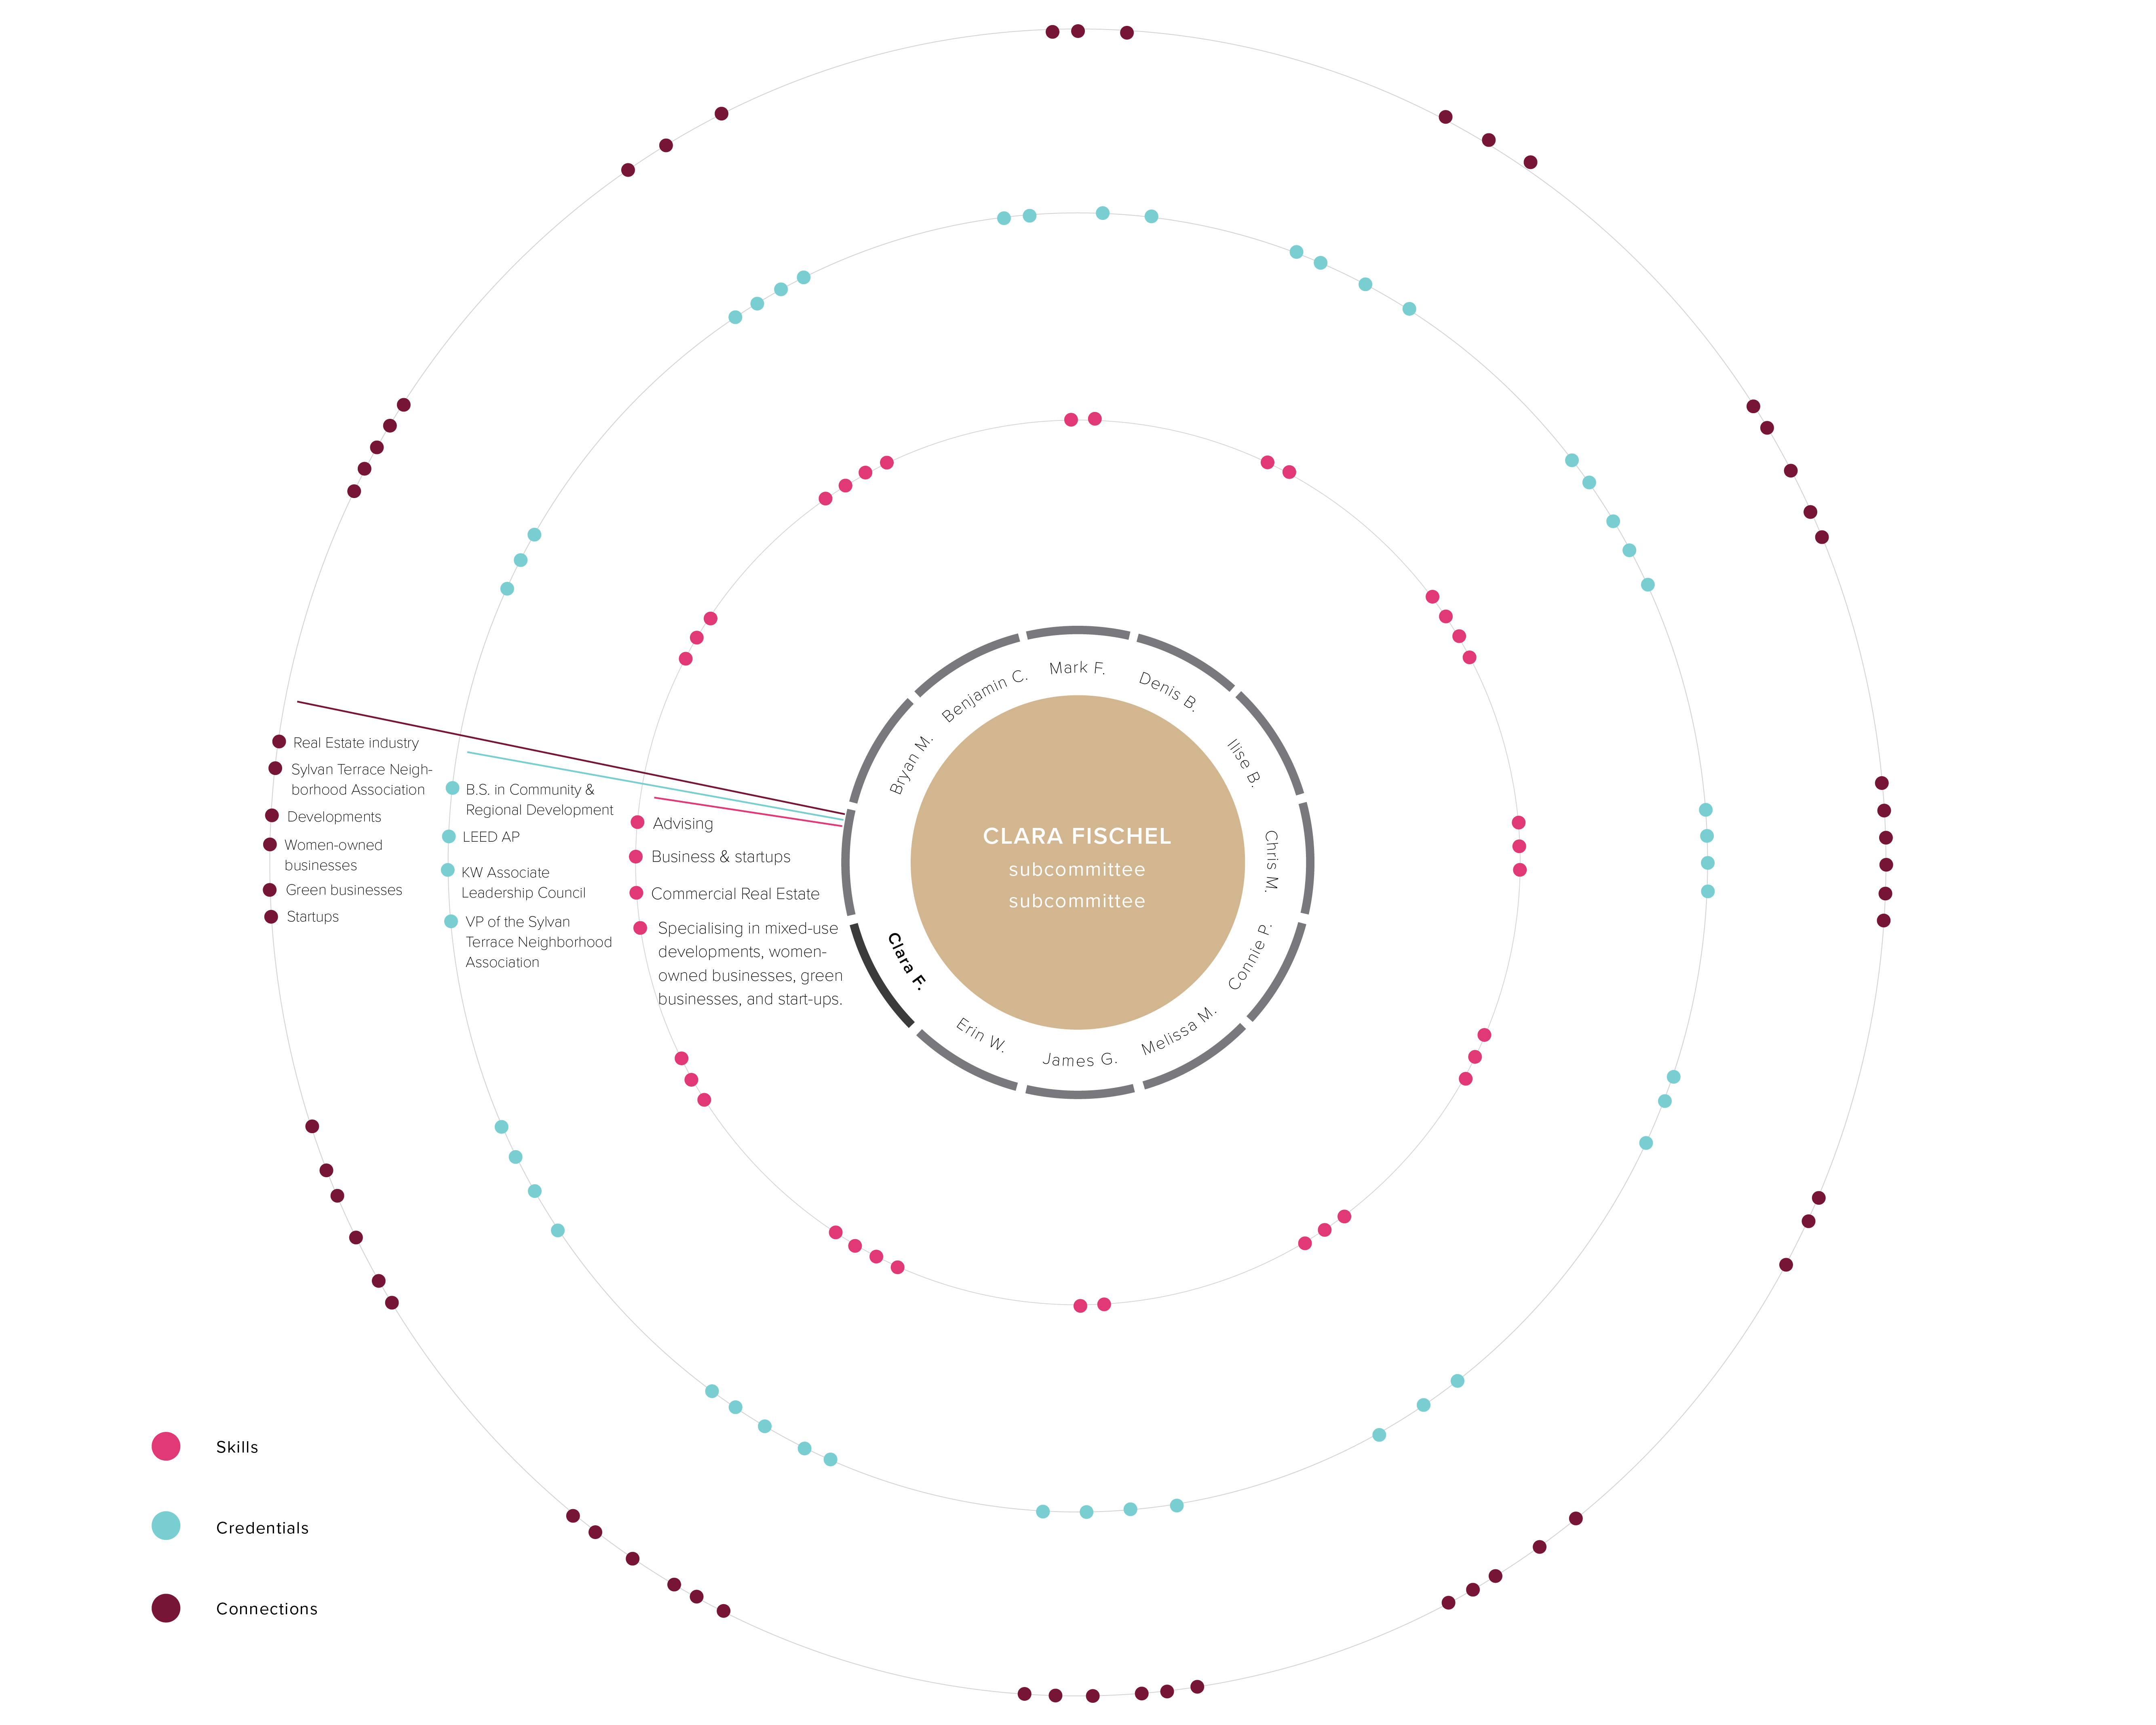 Mark F.
Denis B.
Ilise B.
Chris M.
Connie P.
Melissa M.
James G.
Erin W.
Clara F.
Bryan M.
Benjamin C.
CLARA FISCHEL
subcommittee
subcommittee
Real Estate industry
Sylvan Terrace Neigh-
borhood Association
Developments
Women-owned
businesses
Green businesses
Startups
B.S. in Community &
Regional Development
LEED AP
KW Associate
Leadership Council
VP of the Sylvan
Terrace Neighborhood
Association
Advising
Business & startups
Commercial Real Estate
Specialising in mixed-use
developments, women-
owned businesses, green
businesses, and start-ups.
Skills
Credentials
Connections